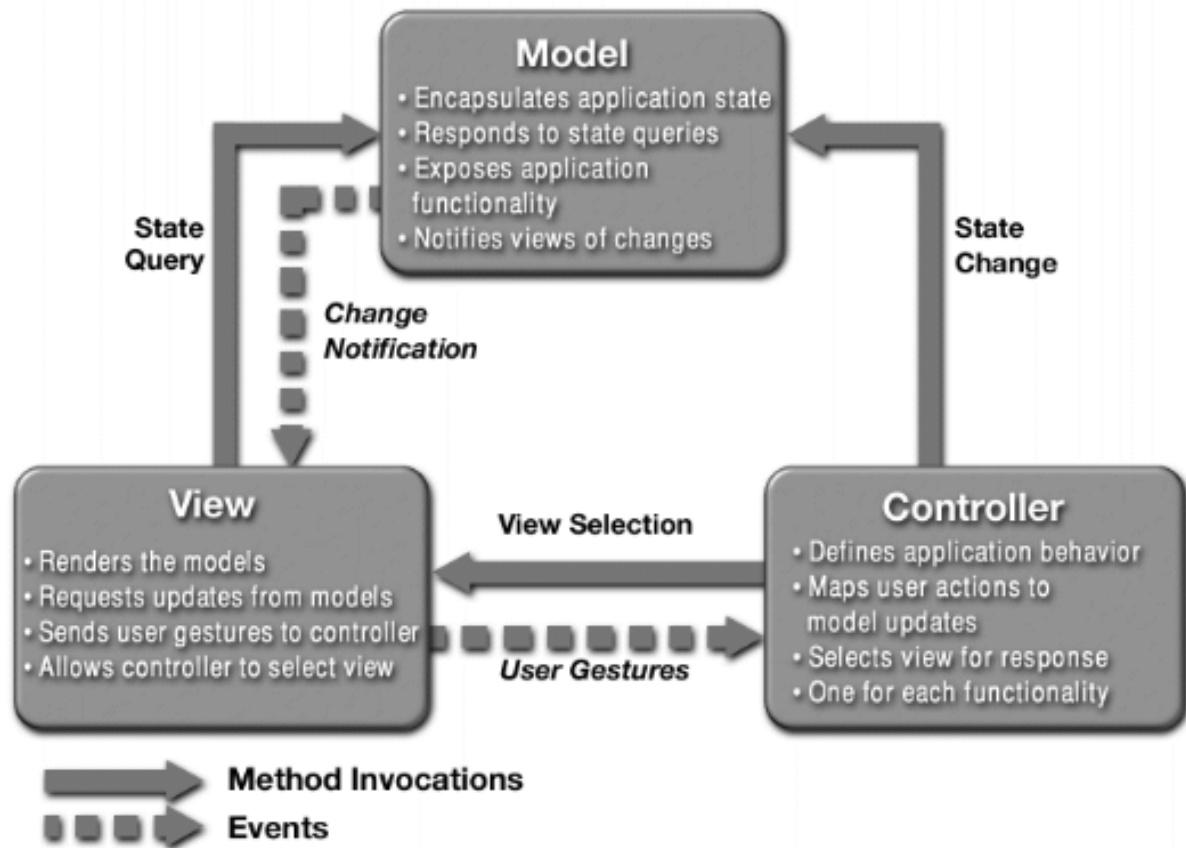 Model
• Encapsulates application state
• Responds to state queries
• Exposes application
functionality
• Notifies views of changes
State
Query
Change
Notification
State
Change
View
• Renders the models
• Requests updates from models
• Sends user gestures to controller
• Allows controller to select view
View Selection
User Gestures
Controller
• Defines application behavior
• Maps user actions to
model updates
• Selects view for response
• One for each functionality
Method Invocations
Events